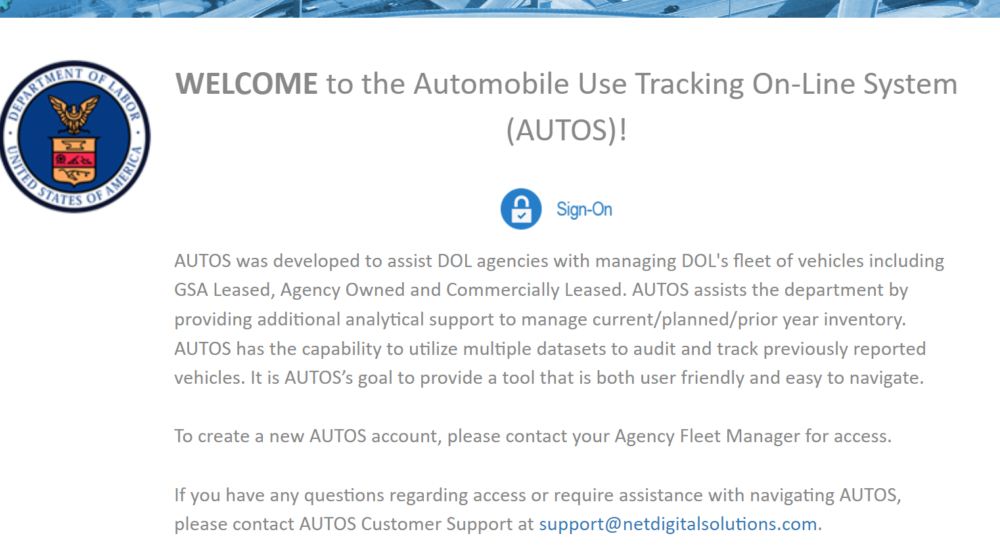 DEPARTMENT OF LABOR
UNITED STATES OF AMERICA
WELCOME to the Automobile Use Tracking On-Line System
(AUTOS)!
Sign-On
AUTOS was developed to assist DOL agencies with managing DOL's fleet of vehicles including
GSA Leased, Agency Owned and Commercially Leased. AUTOS assists the department by
providing additional analytical support to manage current/planned/prior year inventory.
AUTOS has the capability to utilize multiple datasets to audit and track previously reported
vehicles. It is AUTOS’s goal to provide a tool that is both user friendly and easy to navigate.
To create a new AUTOS account, please contact your Agency Fleet Manager for access.
If you have any questions regarding access or require assistance with navigating AUTOS,
please contact AUTOS Customer Support at support@netdigitalsolutions.com.